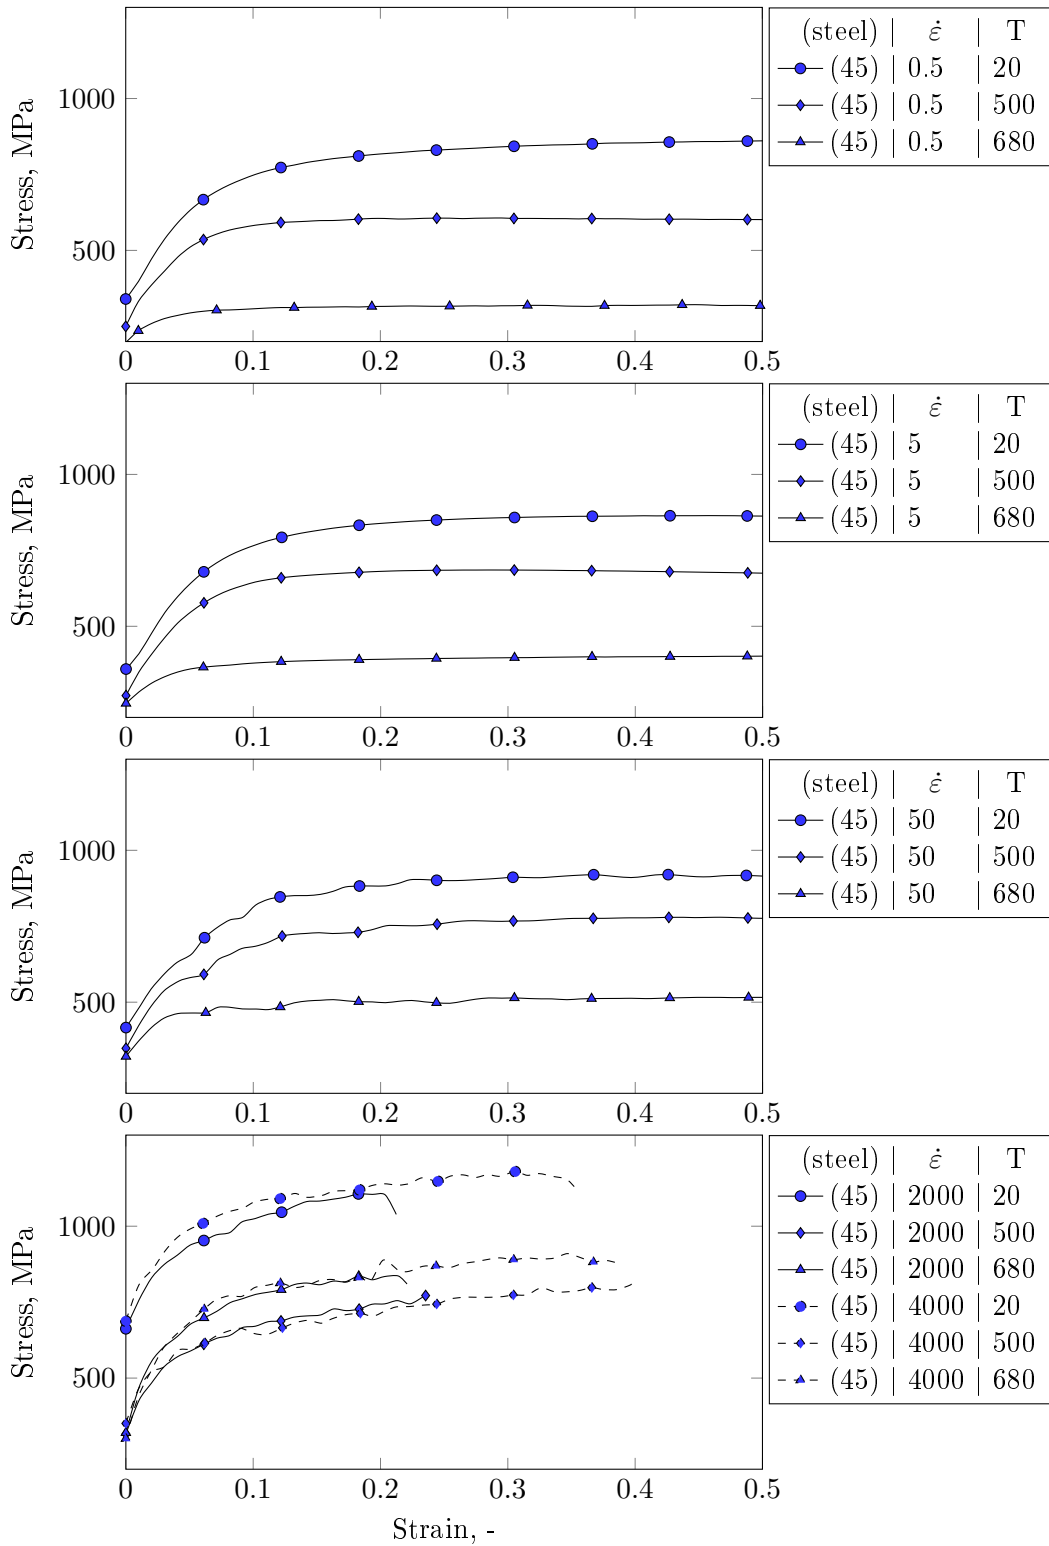 (steel) | ε̇ | T
(45) | 0.5 | 20
(45) | 0.5 | 500
(45) | 0.5 | 680
Stress, MPa
1000
500
0 0.1 0.2 0.3 0.4 0.5
(steel) | ε̇ | T
(45) | 5 | 20
(45) | 5 | 500
(45) | 5 | 680
Stress, MPa
1000
500
0 0.1 0.2 0.3 0.4 0.5
(steel) | ε̇ | T
(45) | 50 | 20
(45) | 50 | 500
(45) | 50 | 680
Stress, MPa
1000
500
0 0.1 0.2 0.3 0.4 0.5
(steel) | ε̇ | T
(45) | 2000 | 20
(45) | 2000 | 500
(45) | 2000 | 680
(45) | 4000 | 20
(45) | 4000 | 500
(45) | 4000 | 680
Stress, MPa
1000
500
0 0.1 0.2 0.3 0.4 0.5
Strain, -